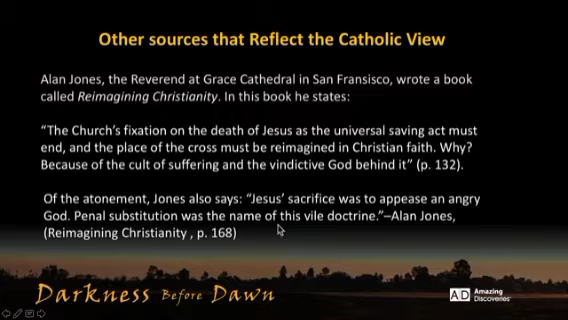 Other sources that Reflect the Catholic View
Alan Jones, the Reverend at Grace Cathedral in San Fransisco, wrote a book
called Reimagining Christianity. In this book he states:
“The Church’s fixation on the death of Jesus as the universal saving act must
end, and the place of the cross must be reimagined in Christian faith. Why?
Because of the cult of suffering and the vindictive God behind it” (p. 132).
Of the atonement, Jones also says: “Jesus’ sacrifice was to appease an angry
God. Penal substitution was the name of this vile doctrine.”–Alan Jones,
(Reimagining Christianity , p. 168)
Darkness Before Dawn
AD Amazing
Discoveries